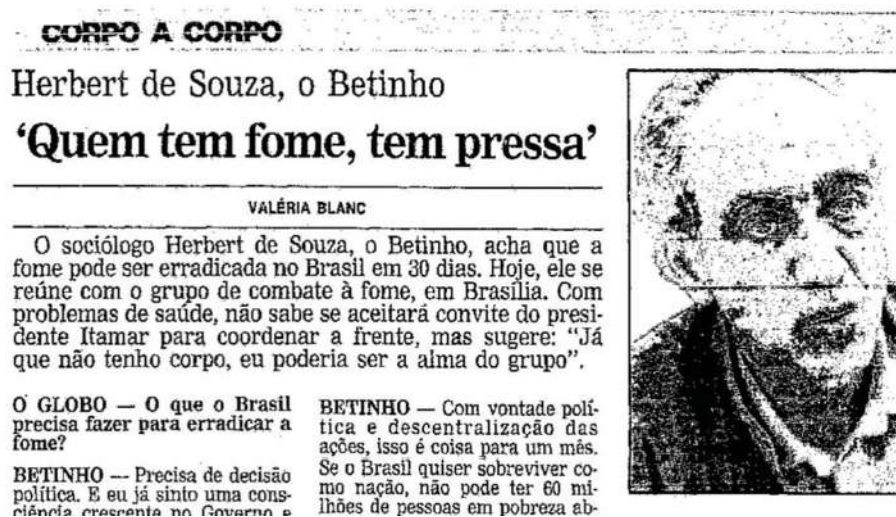 CORPO A CORPO
Herbert de Souza, o Betinho
‘Quem tem fome, tem pressa’
VALÉRIA BLANC
O sociólogo Herbert de Souza, o Betinho, acha que a
fome pode ser erradicada no Brasil em 30 dias. Hoje, ele se
reúne com o grupo de combate à fome, em Brasília. Com
problemas de saúde, não sabe se aceitará convite do presi-
dente Itamar para coordenar a frente, mas sugere: “Já
que não tenho corpo, eu poderia ser a alma do grupo”.
O GLOBO — O que o Brasil
precisa fazer para erradicar a
fome?
BETINHO — Precisa de decisão
política. E eu já sinto uma cons-
ciência crescente no Governo e
BETINHO — Com vontade polí-
tica e descentralização das
ações, isso é coisa para um mês.
Se o Brasil quiser sobreviver co-
mo nação, não pode ter 60 mi-
lhões de pessoas em pobreza ab-